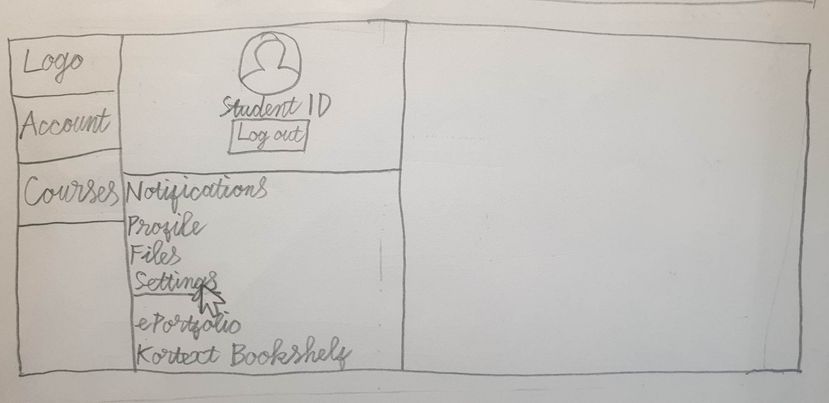 Logo
Account
Courses
Student ID
Log out
Notifications
Profile
Files
Settings
ePortfolio
Kortext Bookshelf